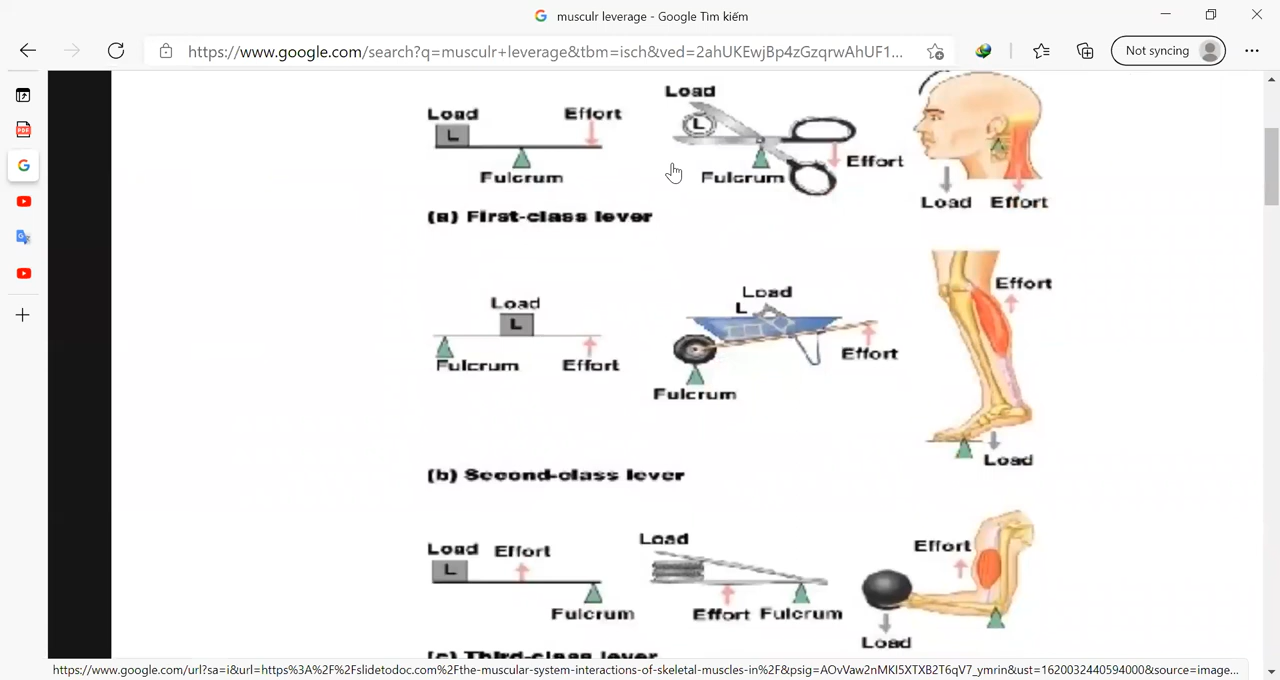 musculr leverage - Google Tìm kiếm
https://www.google.com/search?q=musculr+leverage&tbm=isch&ved=2ahUKEwjBp4zGzqrwAhUF1...
Not syncing
Load
Effort
L
Fulcrum
Load
L
Fulcrum
Effort
Load
Effort
(a) First-class lever
Load
L
Fulcrum
Effort
Load
L
Effort
Fulcrum
Effort
Load
(b) Second-class lever
Load
Effort
L
Fulcrum
Load
Effort
Fulcrum
Effort
Load
(c) Third-class lever
https://www.google.com/url?sa=i&url=https%3A%2F%2Fslidetodoc.com%2Fthe-muscular-system-interactions-of-skeletal-muscles-in%2F&psig=AOvVaw2nMKI5XTXB2T6qV7_ymrin&ust=1620032440594000&source=image...